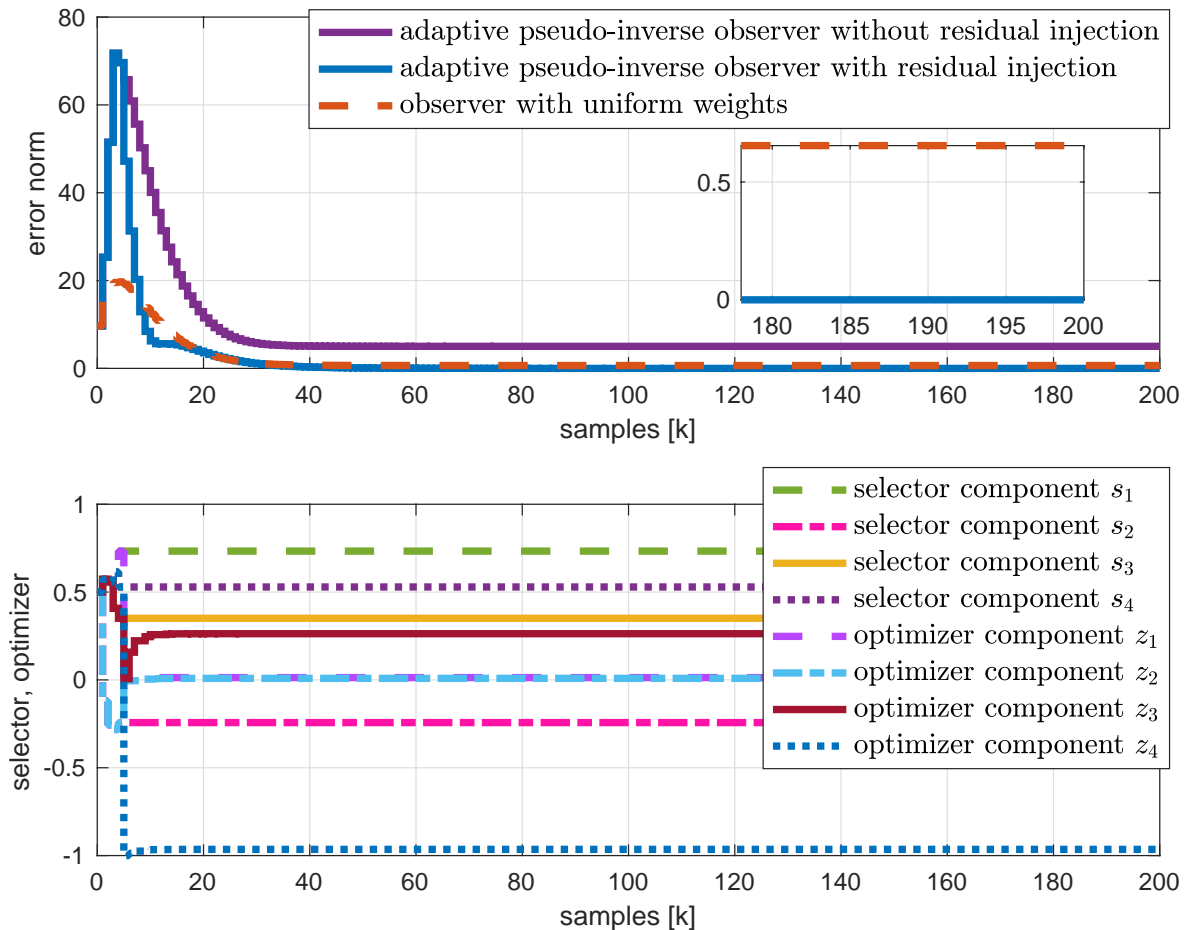 80
60
40
20
0
error norm
adaptive pseudo-inverse observer without residual injection
adaptive pseudo-inverse observer with residual injection
observer with uniform weights
0.5
0
180 185 190 195 200
0 20 40 60 80 100 120 140 160 180 200
samples [k]
1
0.5
0
-0.5
-1
selector, optimizer
selector component s₁
selector component s₂
selector component s₃
selector component s₄
optimizer component z₁
optimizer component z₂
optimizer component z₃
optimizer component z₄
0 20 40 60 80 100 120 140 160 180 200
samples [k]